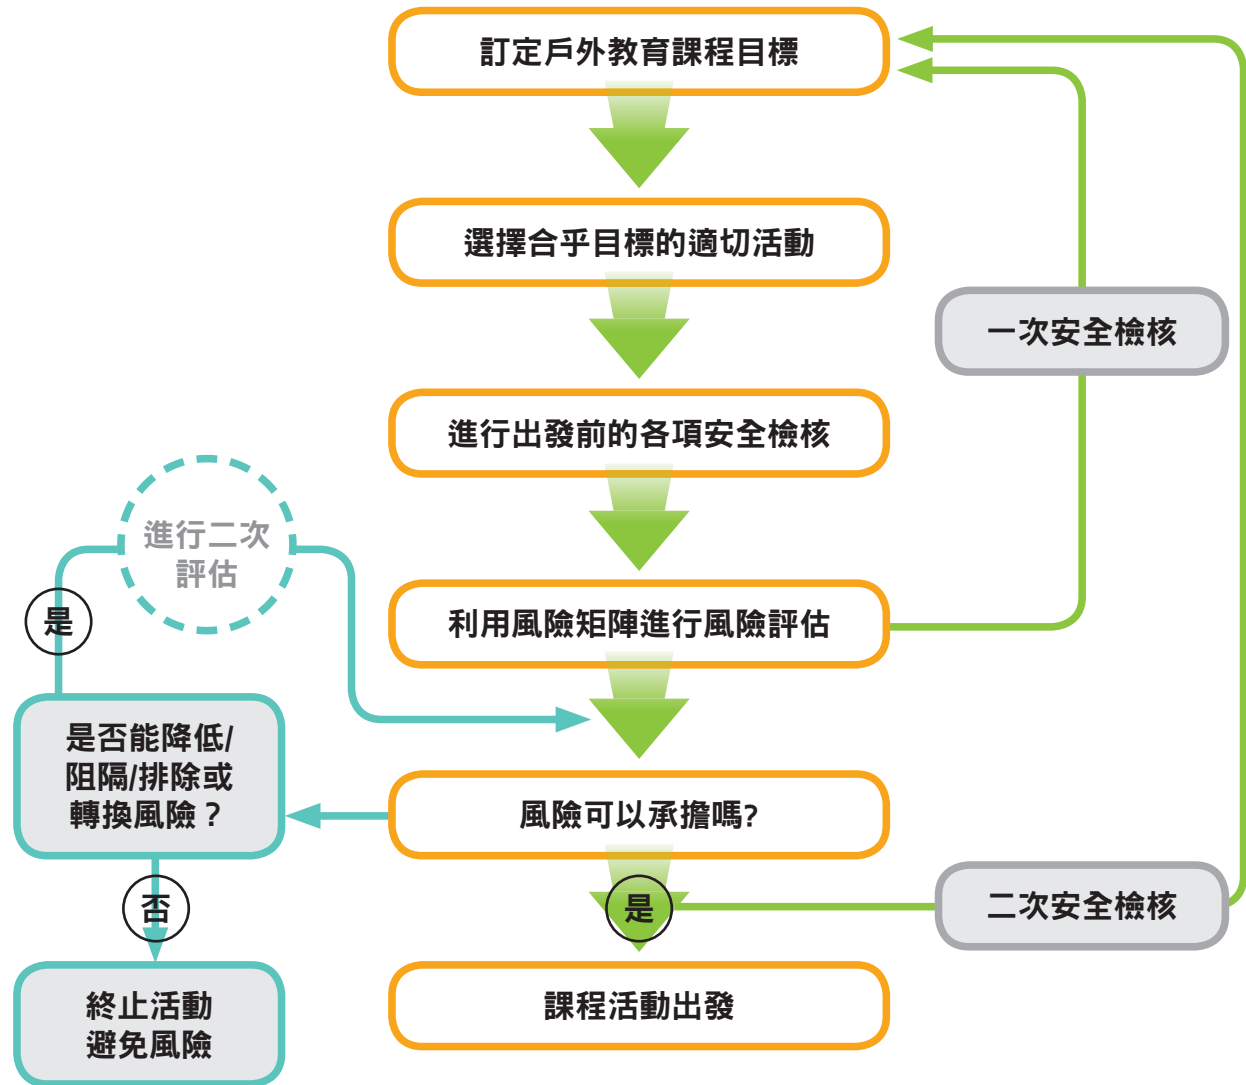 訂定戶外教育課程目標
選擇合乎目標的適切活動
一次安全檢核
進行出發前的各項安全檢核
進行二次
評估
是
利用風險矩陣進行風險評估
是否能降低/
阻隔/排除或
轉換風險？
風險可以承擔嗎?
否
是
二次安全檢核
終止活動
避免風險
課程活動出發